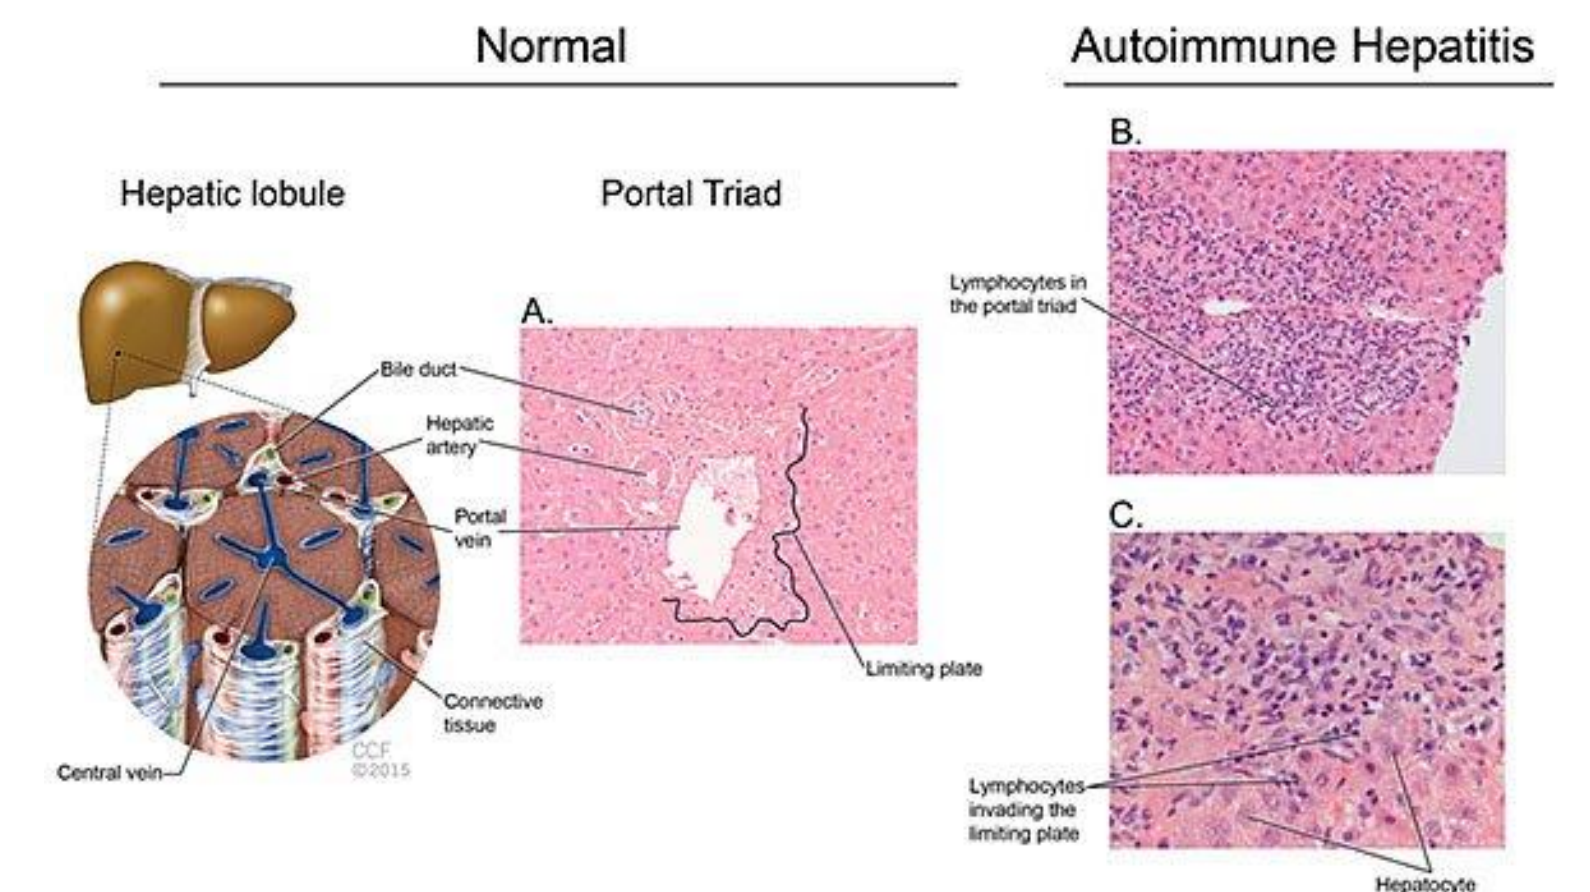 Normal
Autoimmune Hepatitis
Hepatic lobule
Portal Triad
A.
B.
Bile duct
Hepatic
artery
Portal
vein
Lymphocytes in
the portal triad
C.
Limiting plate
Connective
tissue
CCF
©2015
Central vein
Lymphocytes
invading the
limiting plate
Hepatocyte